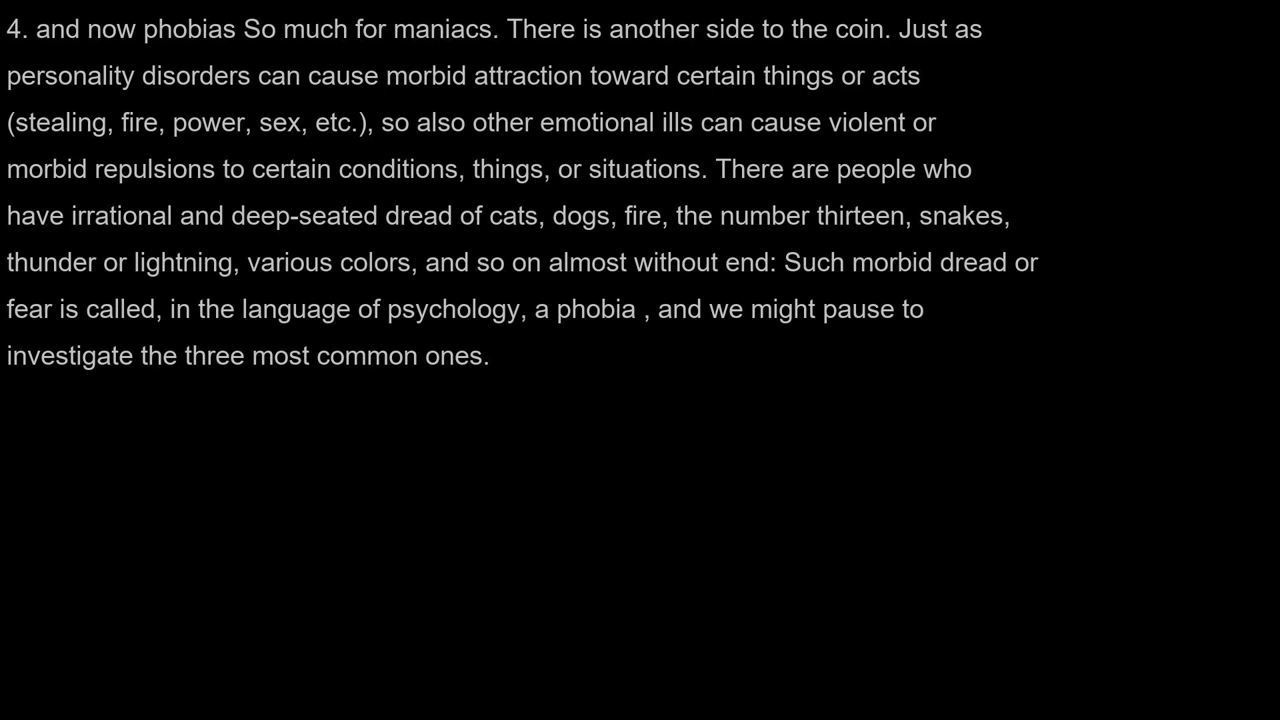 4. and now phobias So much for maniacs. There is another side to the coin. Just as
personality disorders can cause morbid attraction toward certain things or acts
(stealing, fire, power, sex, etc.), so also other emotional ills can cause violent or
morbid repulsions to certain conditions, things, or situations. There are people who
have irrational and deep-seated dread of cats, dogs, fire, the number thirteen, snakes,
thunder or lightning, various colors, and so on almost without end: Such morbid dread or
fear is called, in the language of psychology, a phobia , and we might pause to
investigate the three most common ones.